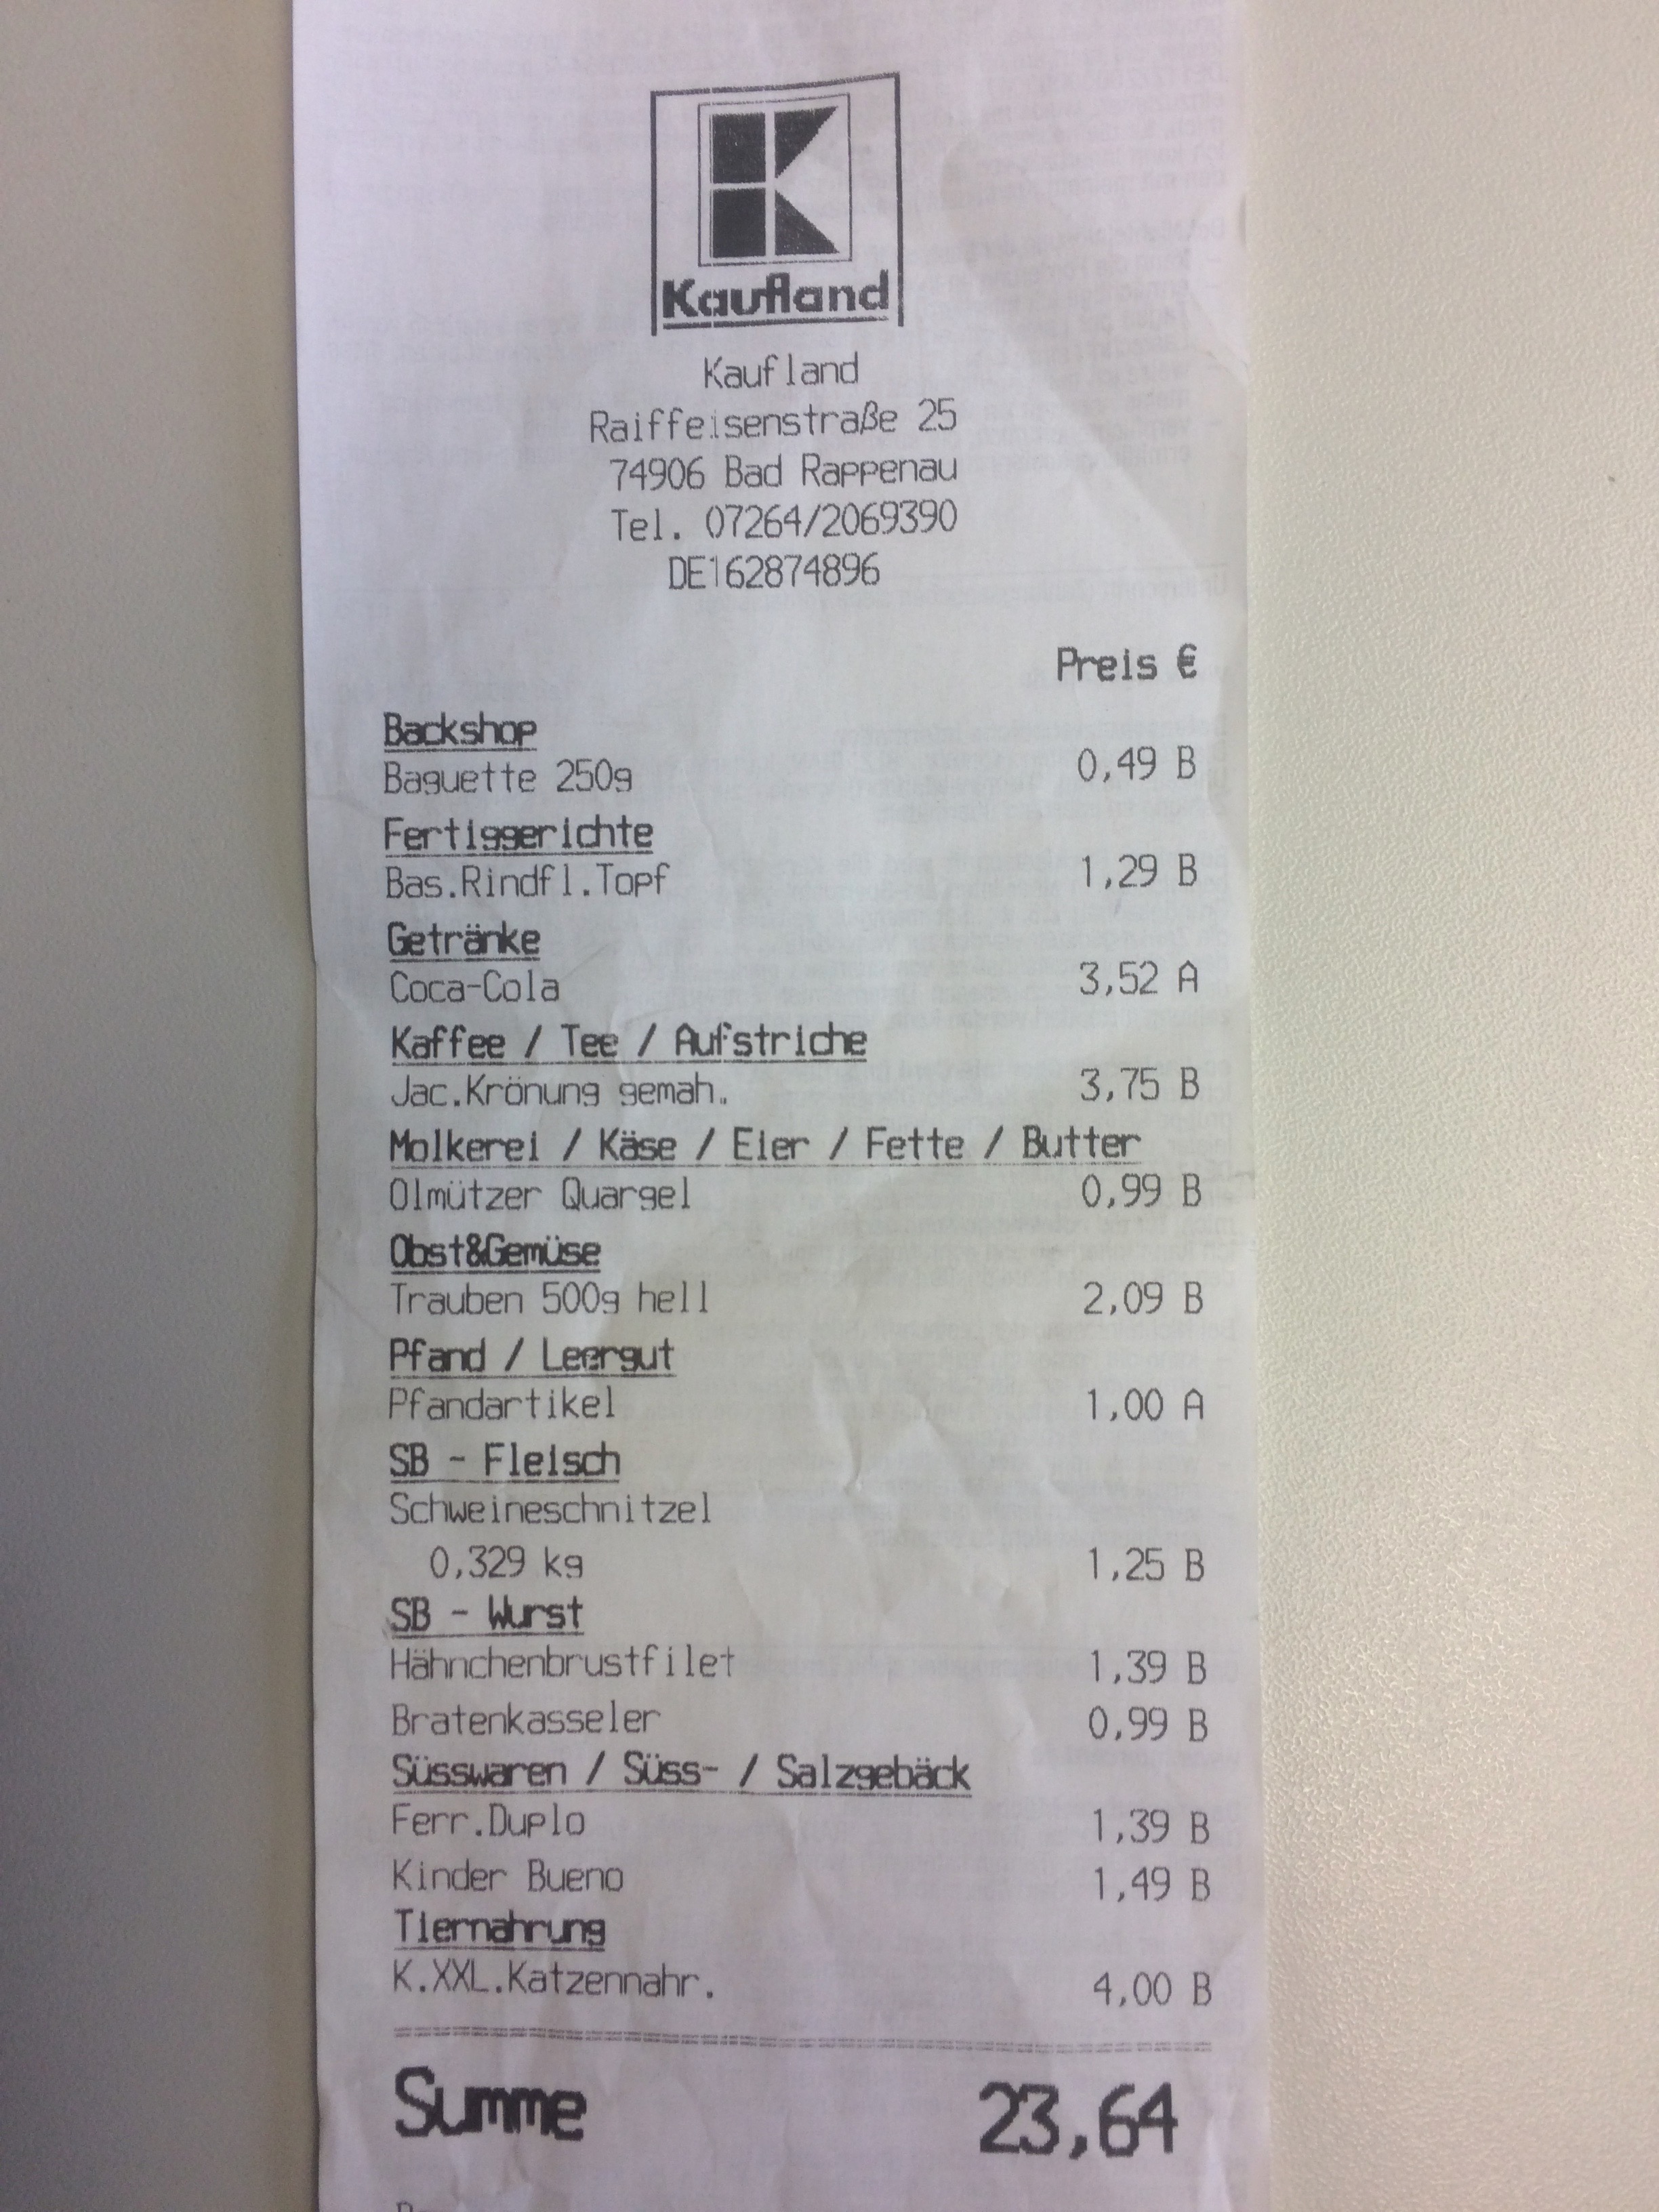 Kaufland
Kaufland
Raiffeisenstraße 25
74906 Bad Rappenau
Tel. 07264/2069390
DE162874896
Preis €
Backshop
Baguette 250g 0,49 B
Fertiggerichte
Bas.Rindfl.Topf 1,29 B
Getränke
Coca-Cola 3,52 A
Kaffee / Tee / Aufstriche
Jac.Krönung gemah. 3,75 B
Molkerei / Käse / Eier / Fette / Butter
Olmützer Quargel 0,99 B
Obst&Gemüse
Trauben 500g hell 2,09 B
Pfand / Leergut
Pfandartikel 1,00 A
SB - Fleisch
Schweineschnitzel
0,329 kg 1,25 B
SB - Wurst
Hähnchenbrustfilet 1,39 B
Bratenkasseler 0,99 B
Süsswaren / Süss- / Salzgebäck
Ferr.Duplo 1,39 B
Kinder Bueno 1,49 B
Tiernahrung
K.XXL.Katzennahr. 4,00 B
Summe 23,64